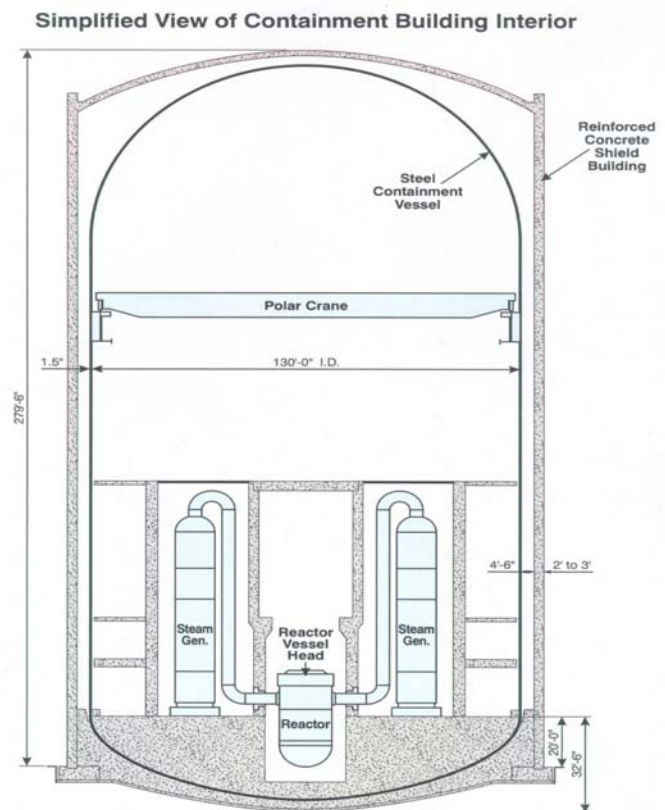 Simplified View of Containment Building Interior
Reinforced
Concrete
Shield
Building
Steel
Containment
Vessel
Polar Crane
1.5"
130'-0" I.D.
279'-6"
4'-6"
2' to 3'
Steam
Gen.
Reactor
Vessel
Head
Steam
Gen.
Reactor
20'-0"
32'-6"